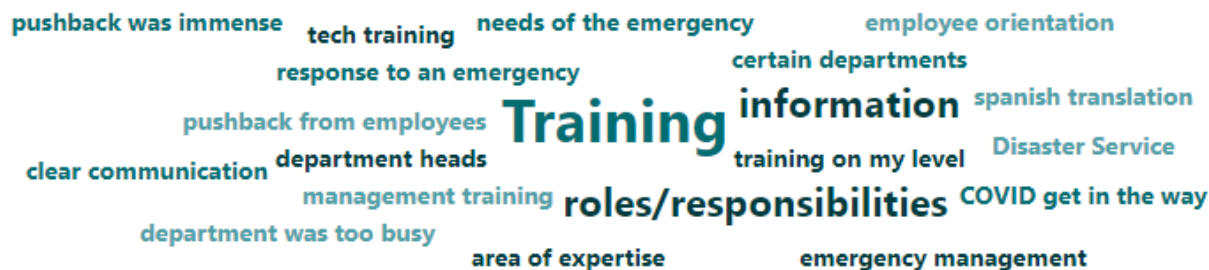 pushback was immense
tech training
needs of the emergency
employee orientation
response to an emergency
certain departments
pushback from employees
Training
information
spanish translation
clear communication
department heads
training on my level
Disaster Service
management training
roles/responsibilities
COVID get in the way
department was too busy
area of expertise
emergency management